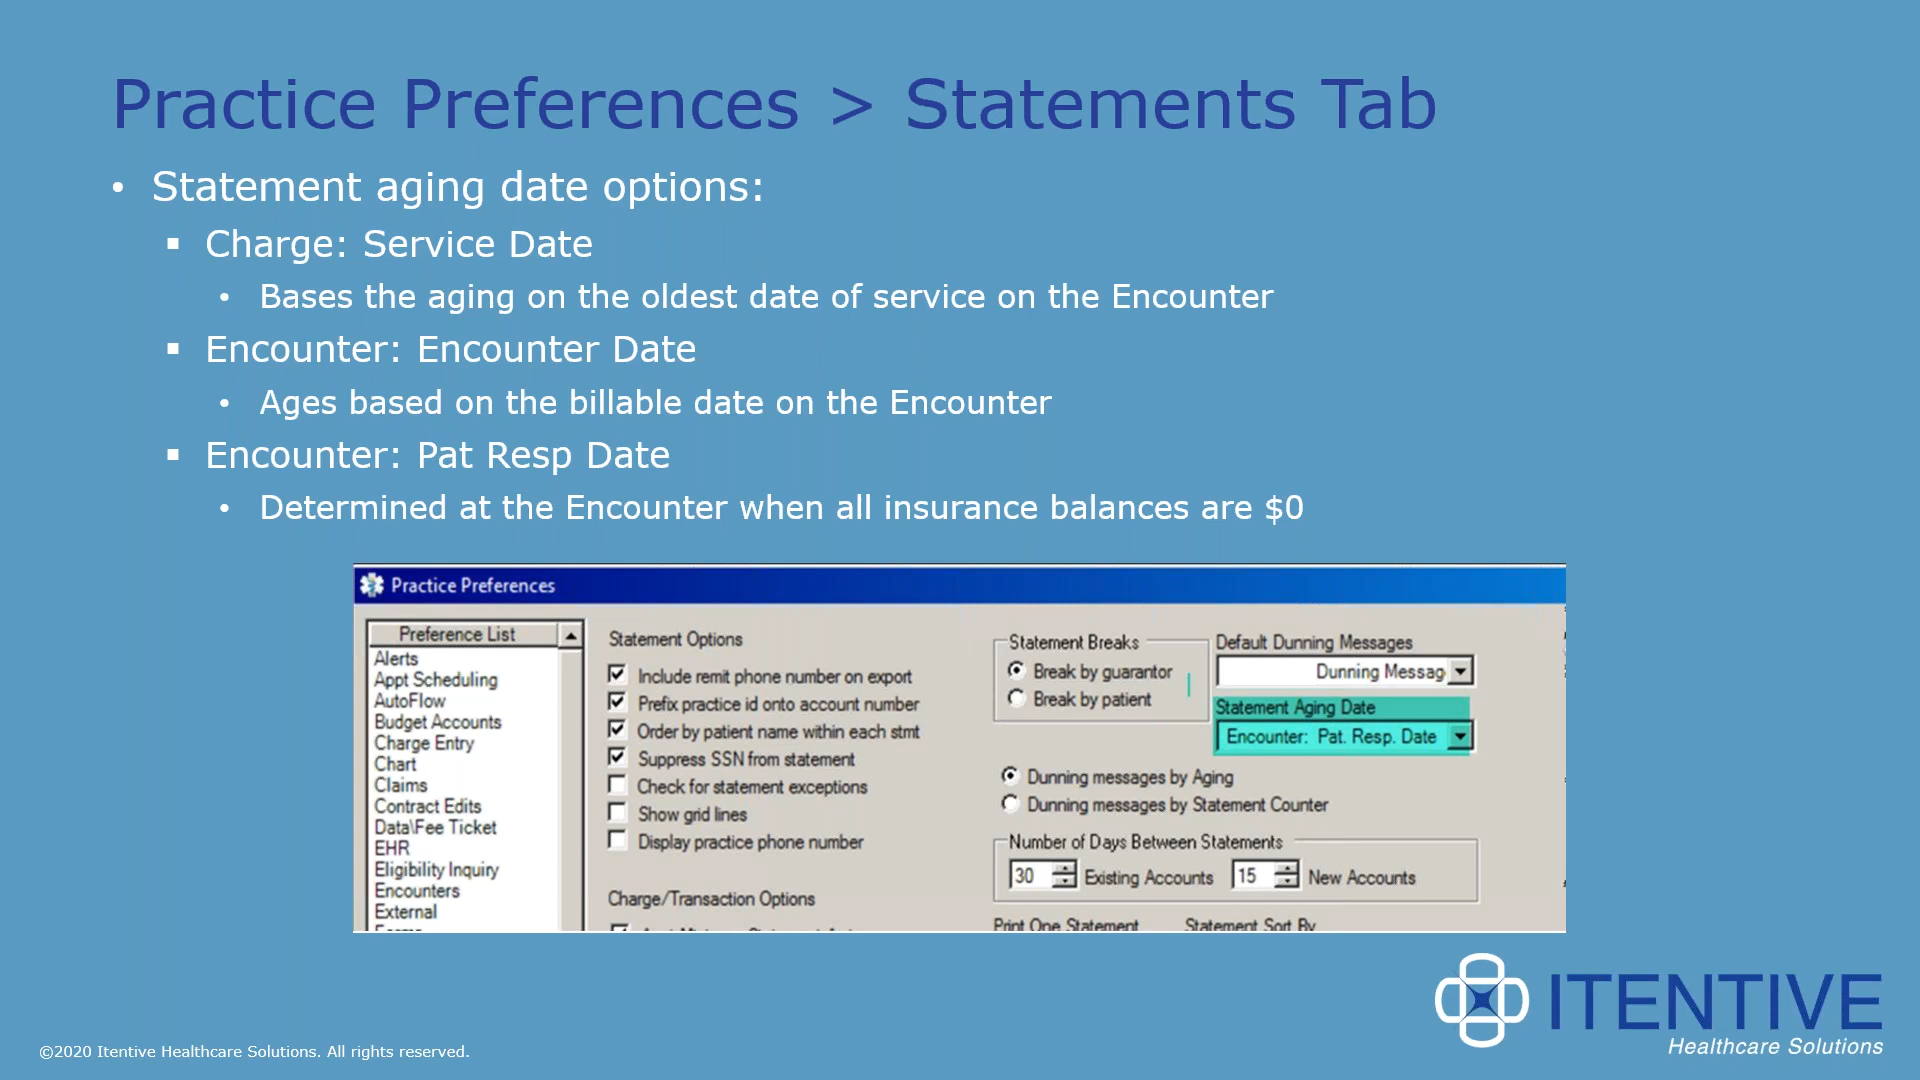 Practice Preferences > Statements Tab
• Statement aging date options:
▪ Charge: Service Date
• Bases the aging on the oldest date of service on the Encounter
▪ Encounter: Encounter Date
• Ages based on the billable date on the Encounter
▪ Encounter: Pat Resp Date
• Determined at the Encounter when all insurance balances are $0
Practice Preferences
Preference List
Alerts
Appt Scheduling
AutoFlow
Budget Accounts
Charge Entry
Chart
Claims
Contract Edits
Data\Fee Ticket
EHR
Eligibility Inquiry
Encounters
External
Statement Options
Include remit phone number on export
Prefix practice id onto account number
Order by patient name within each stmt
Suppress SSN from statement
Check for statement exceptions
Show grid lines
Display practice phone number
Charge/Transaction Options
Statement Breaks
Break by guarantor
Break by patient
Default Dunning Messages
Dunning Messag
Statement Aging Date
Encounter: Pat. Resp. Date
Dunning messages by Aging
Dunning messages by Statement Counter
Number of Days Between Statements
30 Existing Accounts 15 New Accounts
Print One Statement Statement Sort By
ITENTIVE
Healthcare Solutions
©2020 Itentive Healthcare Solutions. All rights reserved.